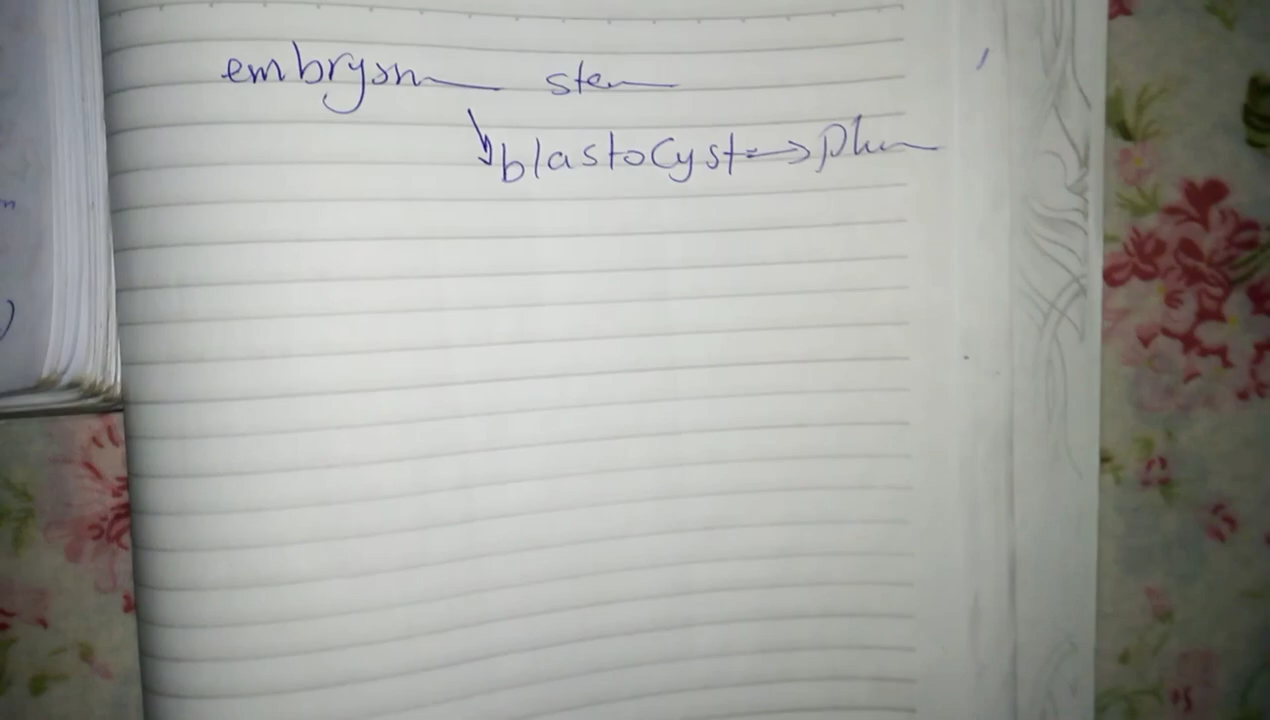 embryon ste
↓ blastocyst → plu